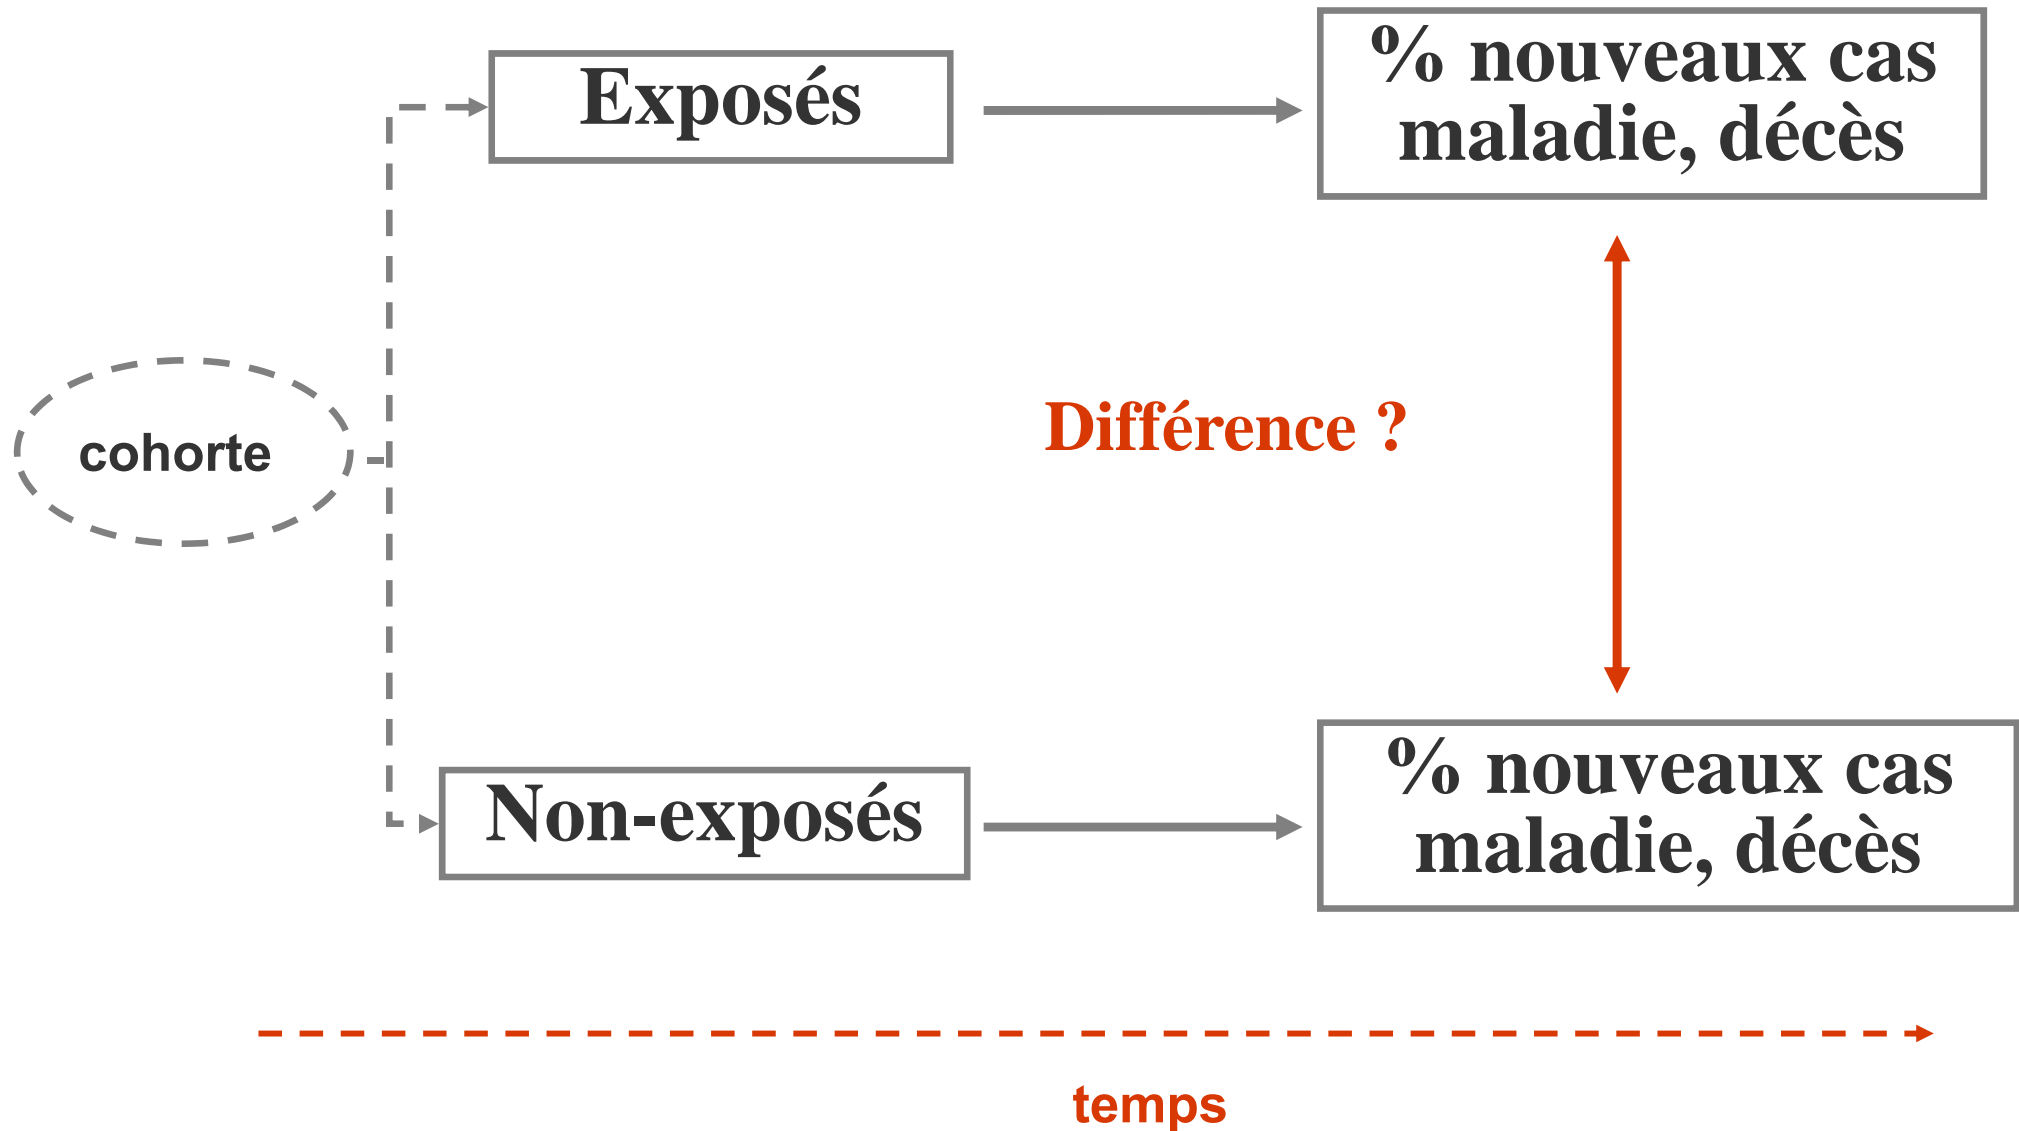 Exposés
% nouveaux cas
maladie, décès
cohorte
Différence ?
Non-exposés
% nouveaux cas
maladie, décès
temps